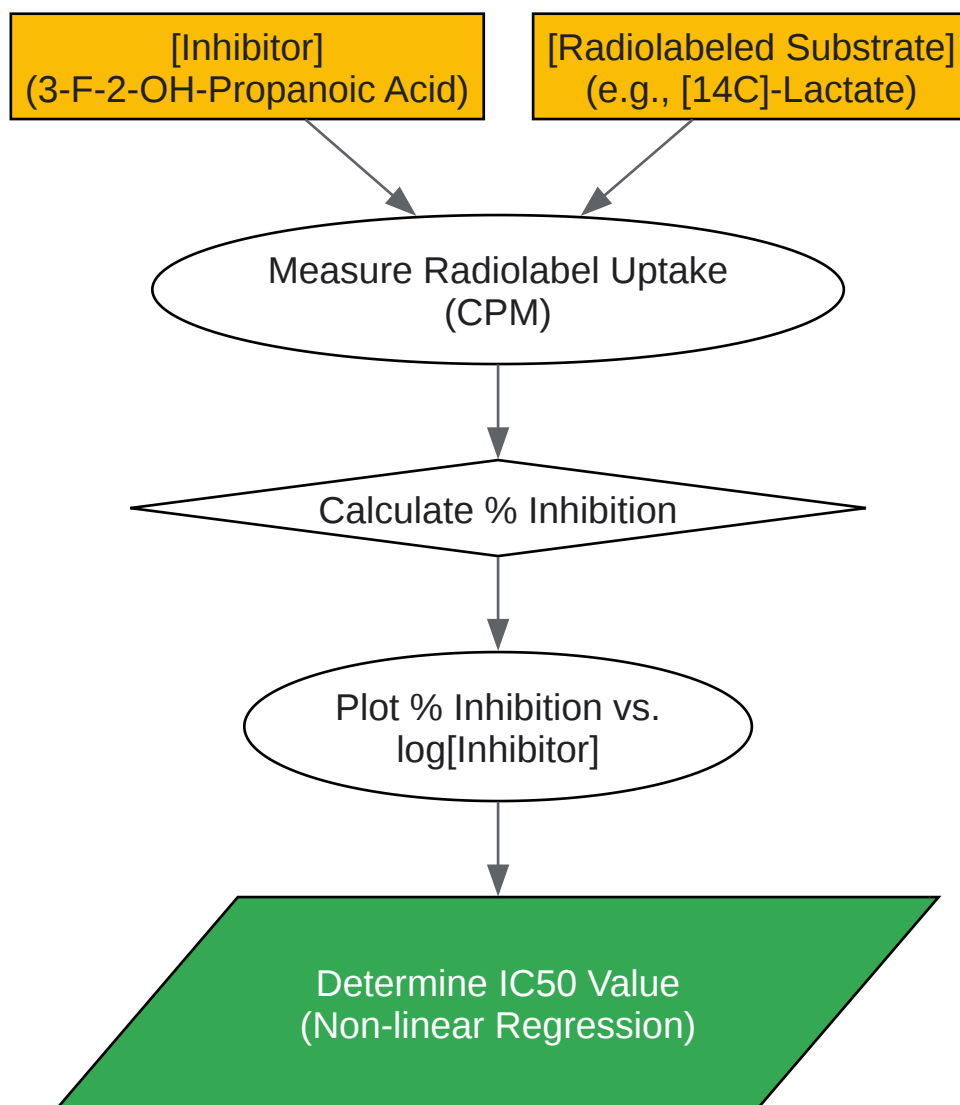 [Inhibitor]
(3-F-2-OH-Propanoic Acid)
[Radiolabeled Substrate]
(e.g., [14C]-Lactate)
Measure Radiolabel Uptake
(CPM)
Calculate % Inhibition
Plot % Inhibition vs.
log[Inhibitor]
Determine IC50 Value
(Non-linear Regression)